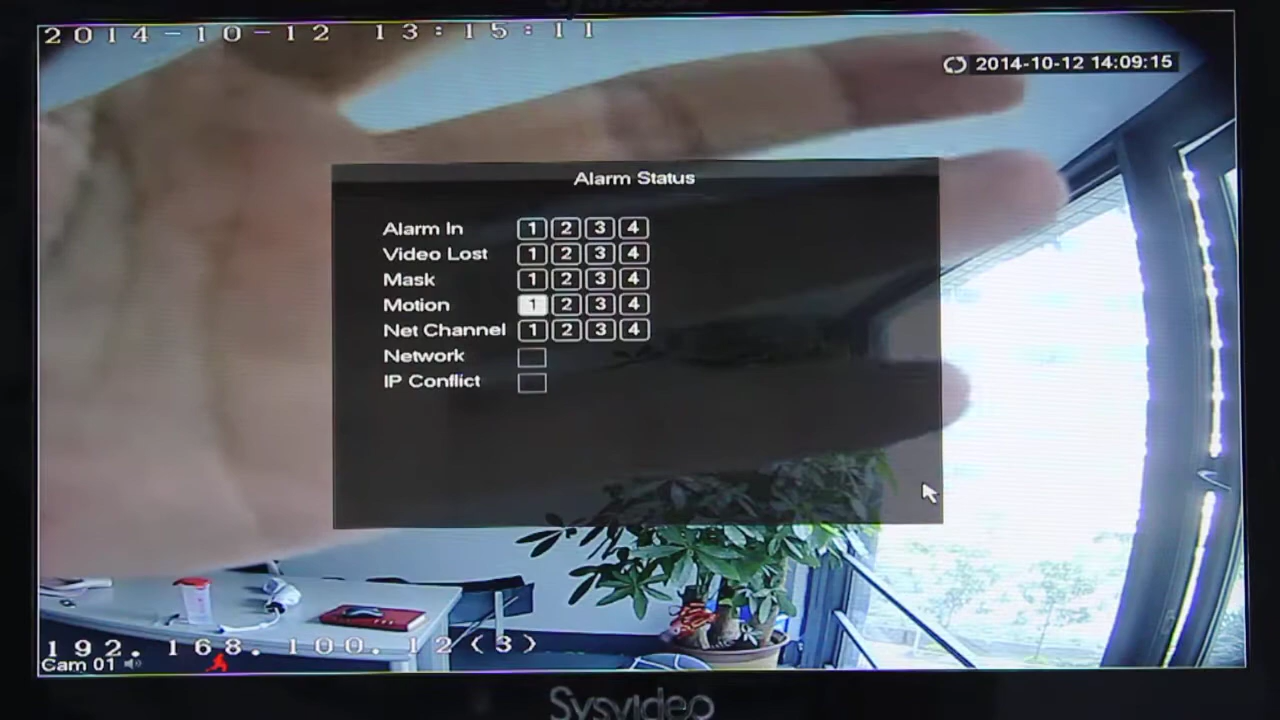 2014-10-12 13:15:11
2014-10-12 14:09:15
Alarm Status
Alarm In 1 2 3 4
Video Lost 1 2 3 4
Mask 1 2 3 4
Motion 1 2 3 4
Net Channel 1 2 3 4
Network
IP Conflict
192.168.100.12(3)
Cam 01
Sysvideo